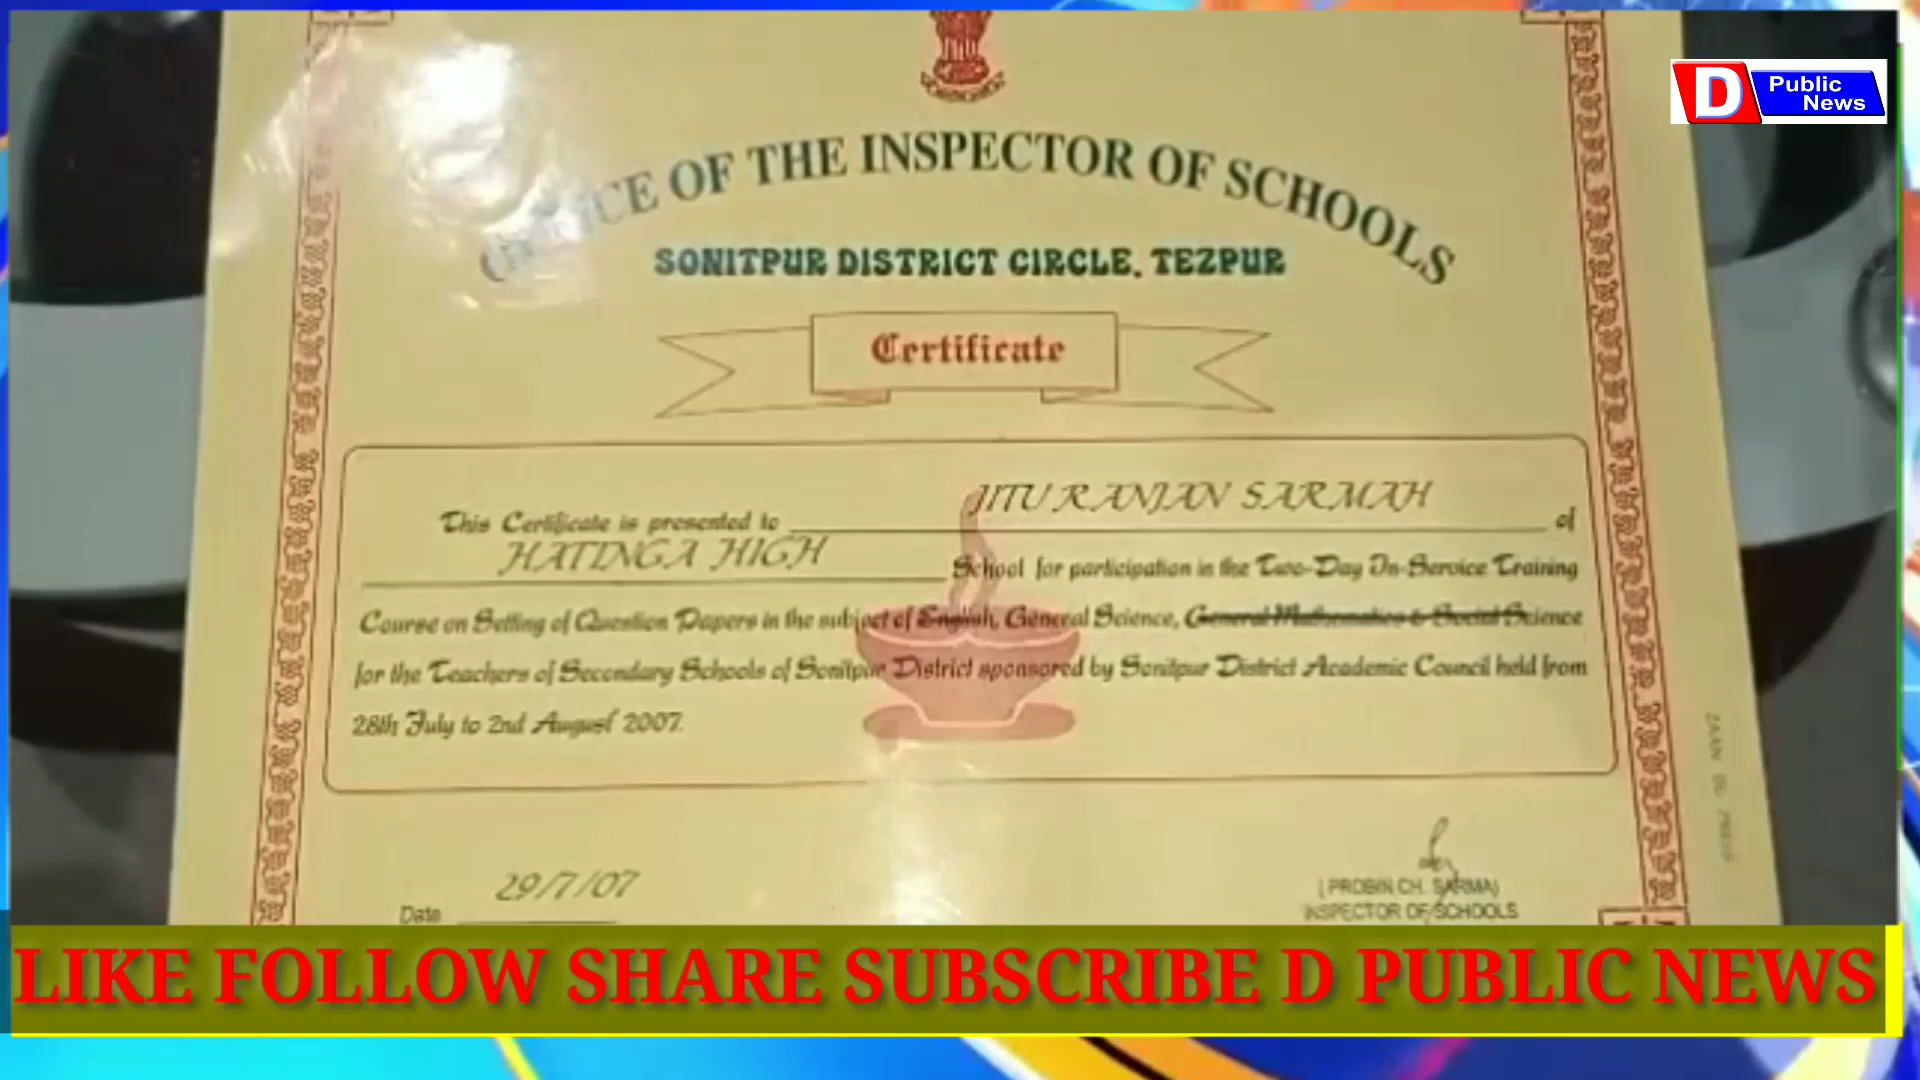 D Public
News
OFFICE OF THE INSPECTOR OF SCHOOLS
SONITPUR DISTRICT CIRCLE, TEZPUR
Certificate
This Certificate is presented to JITU RANJAN SARMAH of
HATINGA HIGH School for participation in the Two-Day In-Service Training
Course on Setting of Question Papers in the subject of English, General Science, General Mathematics & Social Science
for the Teachers of Secondary Schools of Sonitpur District sponsored by Sonitpur District Academic Council held from
28th July to 2nd August 2007.
Date 29/7/07
( PROBIN CH. SARMA)
INSPECTOR OF SCHOOLS
LIKE FOLLOW SHARE SUBSCRIBE D PUBLIC NEWS